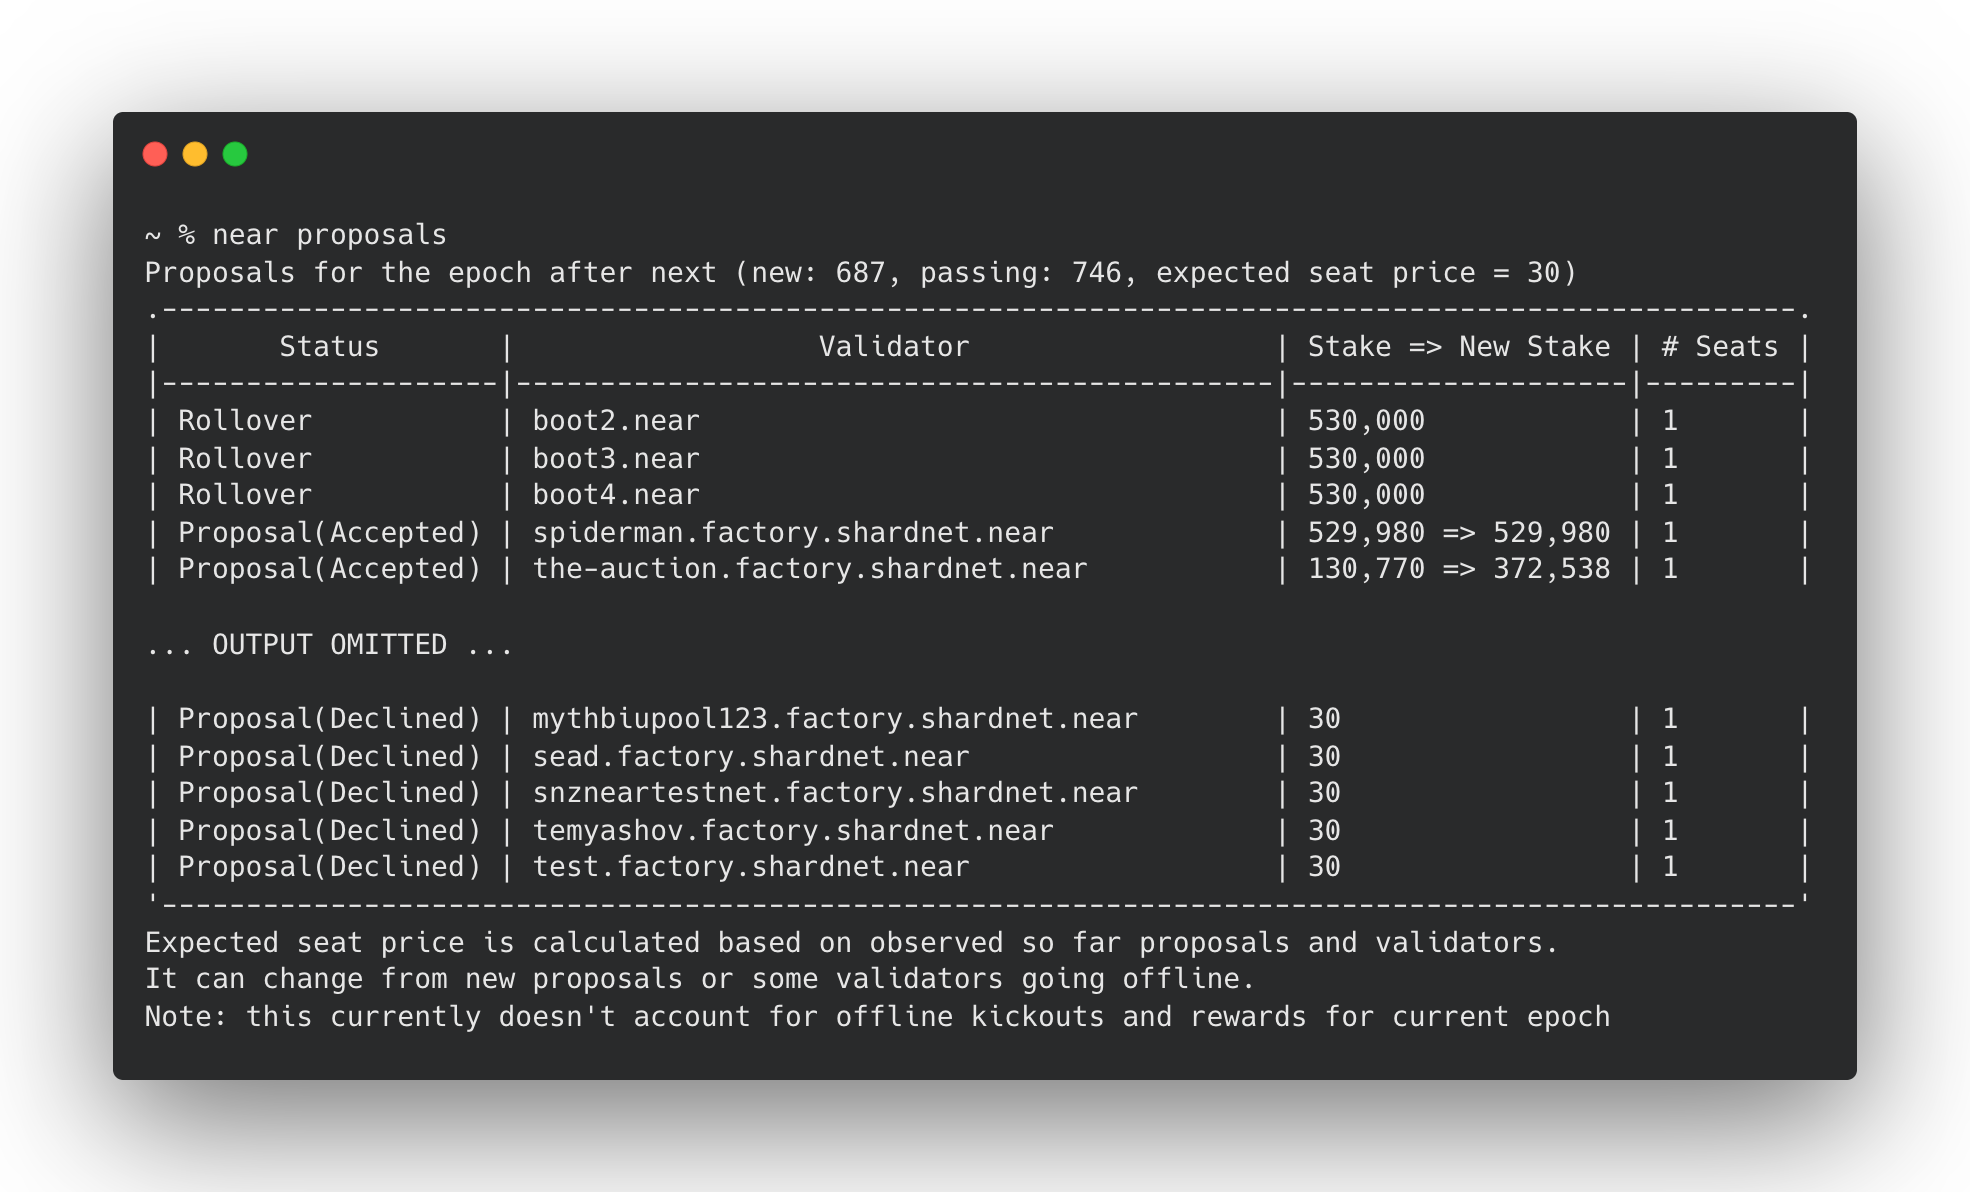 ~ % near proposals
Proposals for the epoch after next (new: 687, passing: 746, expected seat price = 30)
.-------------------------------------------------------------------------------------------------.
|       Status       |                  Validator                  | Stake => New Stake | # Seats |
|--------------------|---------------------------------------------|--------------------|---------|
| Rollover           | boot2.near                                  | 530,000            | 1       |
| Rollover           | boot3.near                                  | 530,000            | 1       |
| Rollover           | boot4.near                                  | 530,000            | 1       |
| Proposal(Accepted) | spiderman.factory.shardnet.near             | 529,980 => 529,980 | 1       |
| Proposal(Accepted) | the-auction.factory.shardnet.near           | 130,770 => 372,538 | 1       |
... OUTPUT OMITTED ...
| Proposal(Declined) | mythbiupool123.factory.shardnet.near        | 30                 | 1       |
| Proposal(Declined) | sead.factory.shardnet.near                  | 30                 | 1       |
| Proposal(Declined) | snzneartestnet.factory.shardnet.near        | 30                 | 1       |
| Proposal(Declined) | temyashov.factory.shardnet.near             | 30                 | 1       |
| Proposal(Declined) | test.factory.shardnet.near                  | 30                 | 1       |
'-------------------------------------------------------------------------------------------------'
Expected seat price is calculated based on observed so far proposals and validators.
It can change from new proposals or some validators going offline.
Note: this currently doesn't account for offline kickouts and rewards for current epoch